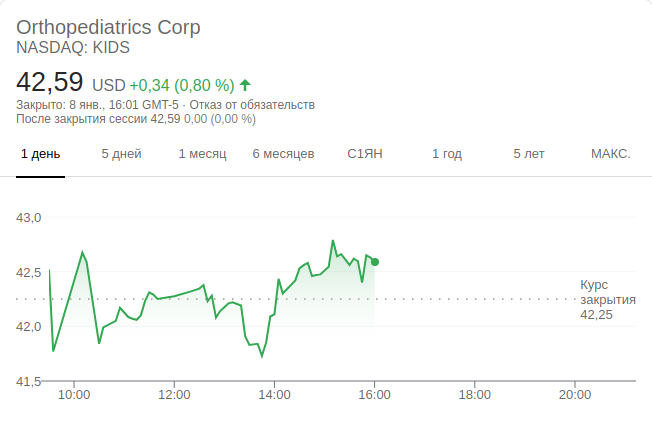 Orthopediatrics Corp
NASDAQ: KIDS
42,59 USD +0,34 (0,80 %)
Закрыто: 8 янв., 16:01 GMT-5 · Отказ от обязательств
После закрытия сессии 42,59 0,00 (0,00 %)
1 день 5 дней 1 месяц 6 месяцев С1ЯН 1 год 5 лет МАКС.
43,0
42,5
Курс
закрытия
42,25
42,0
41,5
10:00 12:00 14:00 16:00 18:00 20:00